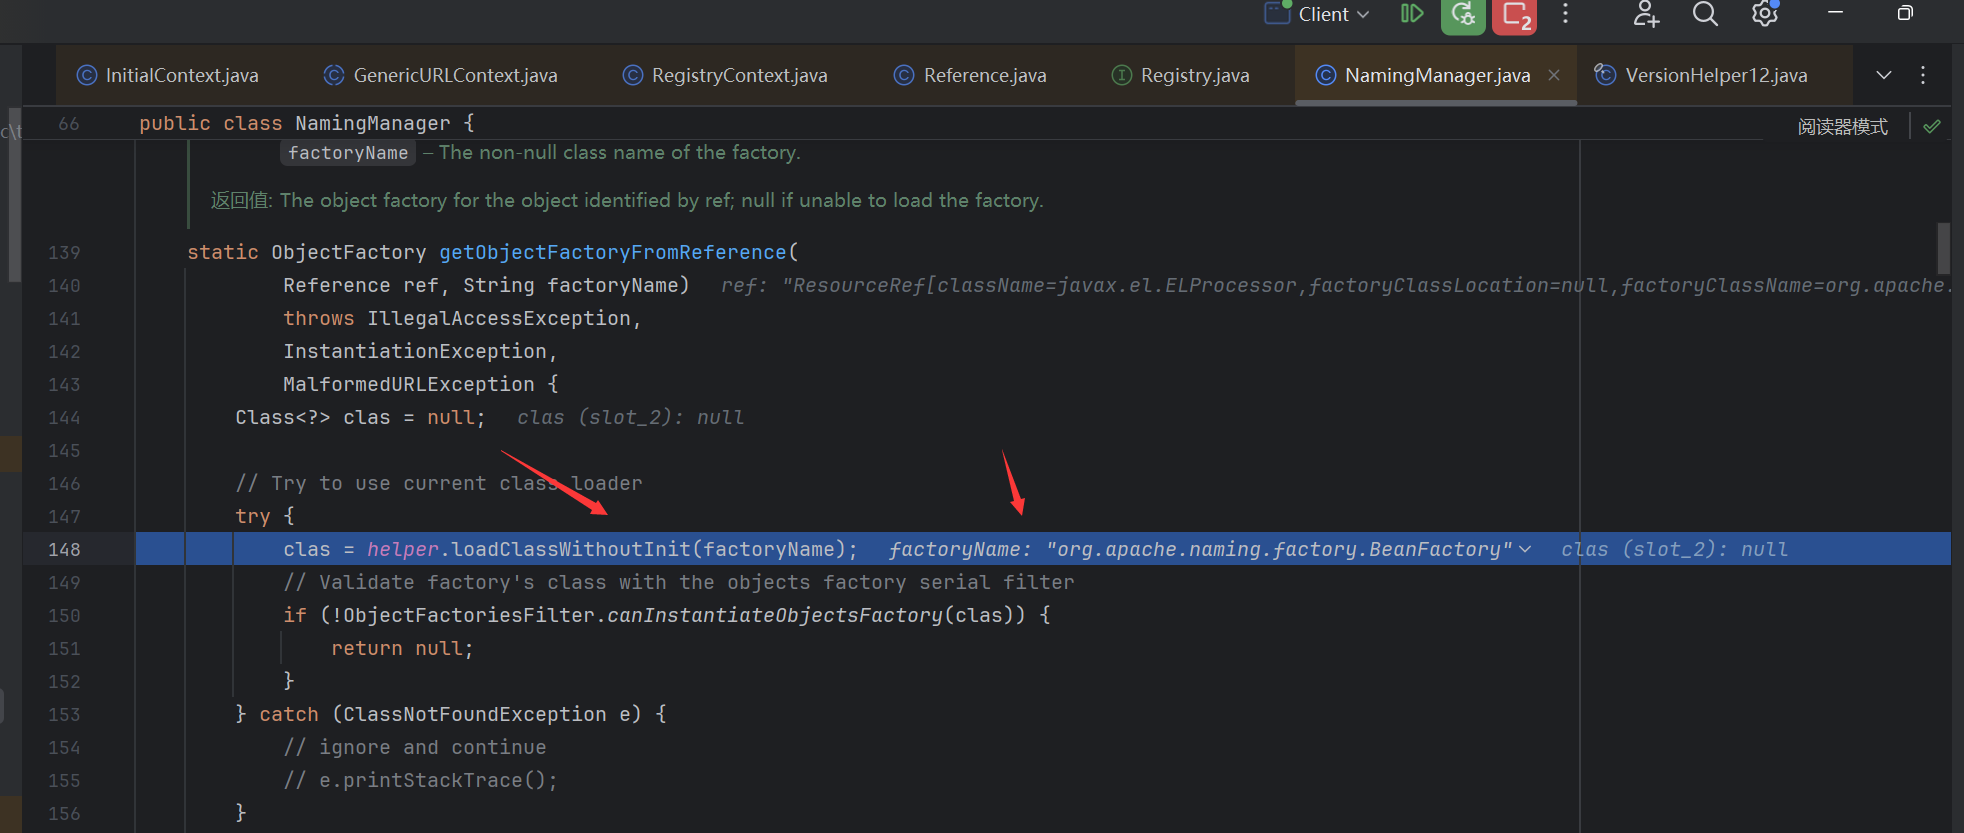 Client
2
InitialContext.java GenericURLContext.java RegistryContext.java Reference.java Registry.java NamingManager.java VersionHelper12.java
c\t
66 public class NamingManager {
阅读器模式
factoryName – The non-null class name of the factory.
返回值: The object factory for the object identified by ref; null if unable to load the factory.
139 static ObjectFactory getObjectFactoryFromReference(
140 Reference ref, String factoryName) ref: "ResourceRef[className=javax.el.ELProcessor,factoryClassLocation=null,factoryClassName=org.apache.
141 throws IllegalAccessException,
142 InstantiationException,
143 MalformedURLException {
144 Class<?> clas = null; clas (slot_2): null
145
146 // Try to use current class loader
147 try {
148 clas = helper.loadClassWithoutInit(factoryName); factoryName: "org.apache.naming.factory.BeanFactory" clas (slot_2): null
149 // Validate factory's class with the objects factory serial filter
150 if (!ObjectFactoriesFilter.canInstantiateObjectsFactory(clas)) {
151 return null;
152 }
153 } catch (ClassNotFoundException e) {
154 // ignore and continue
155 // e.printStackTrace();
156 }